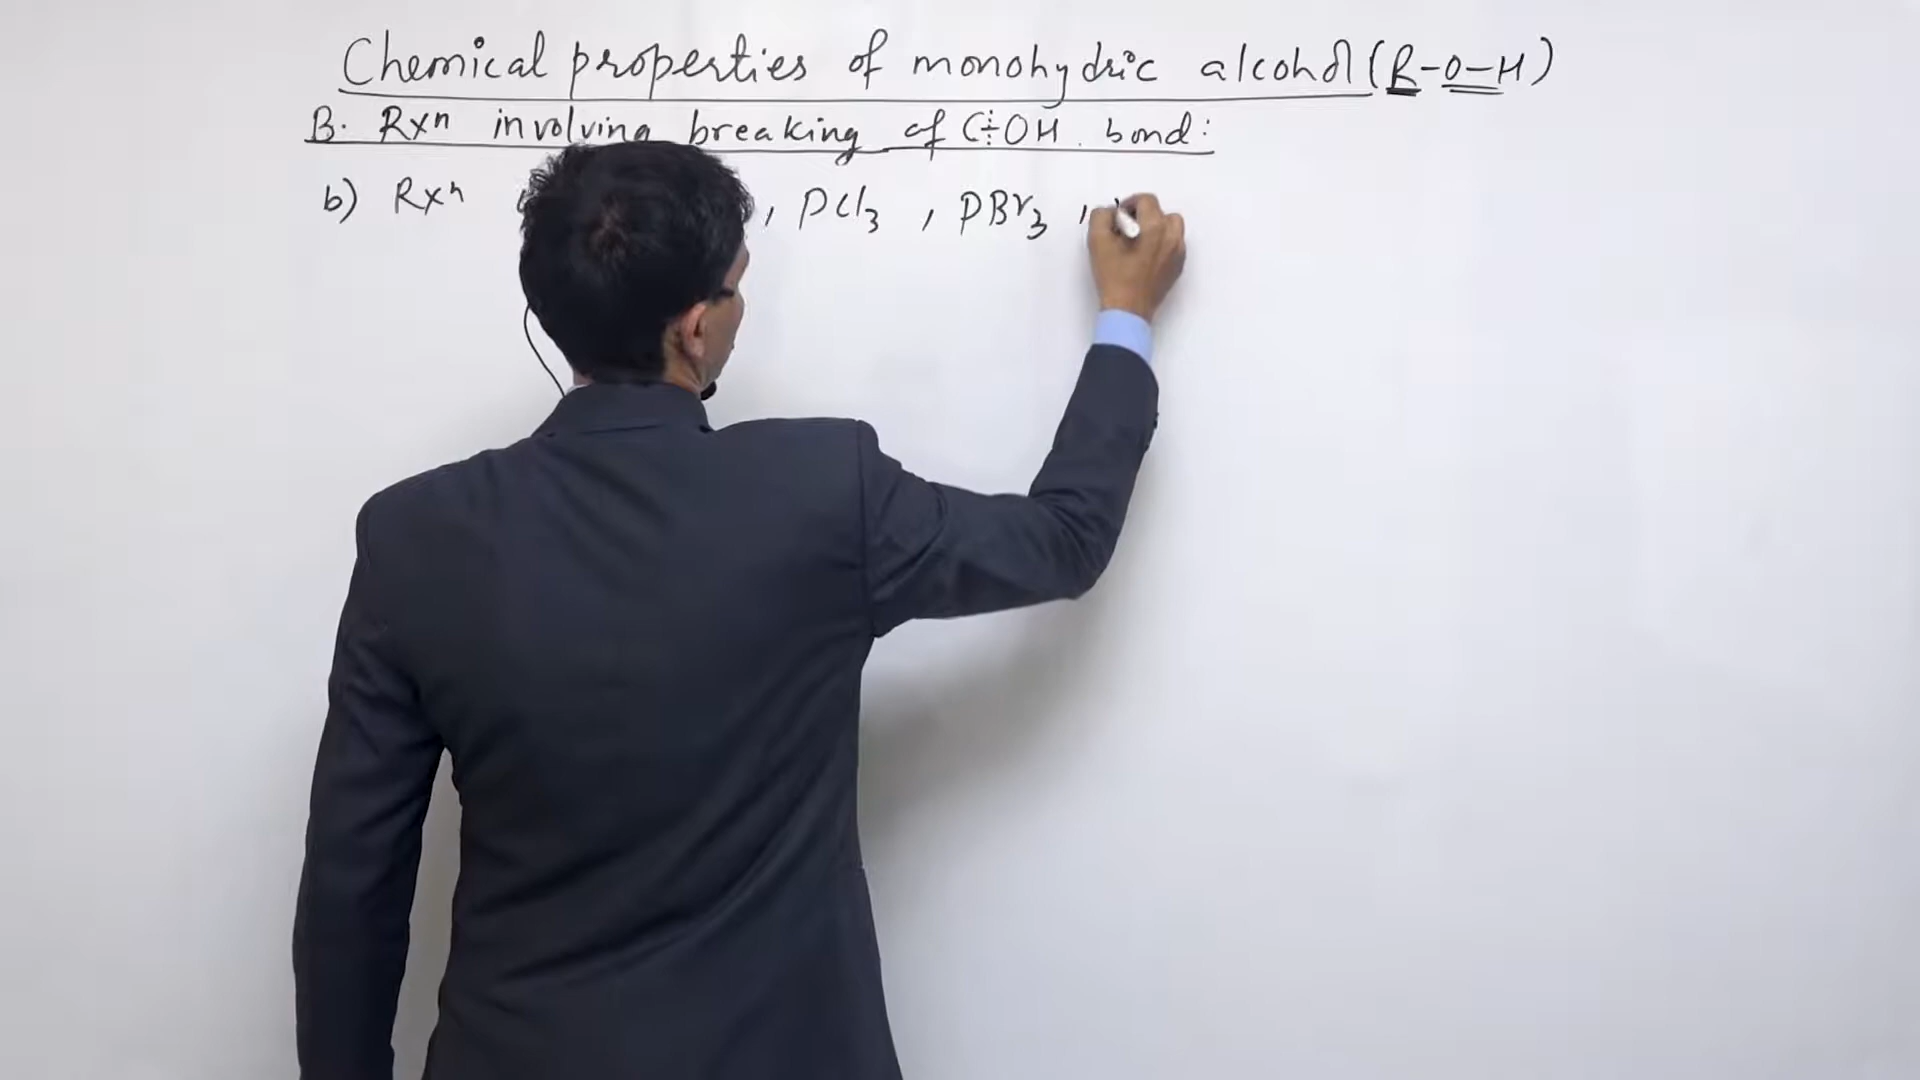 Chemical properties of monohydric alcohol (R-O-H)
B. Rxⁿ involving breaking of C÷OH bond:
b) Rxⁿ , PCl₃ , PBr₃ ,